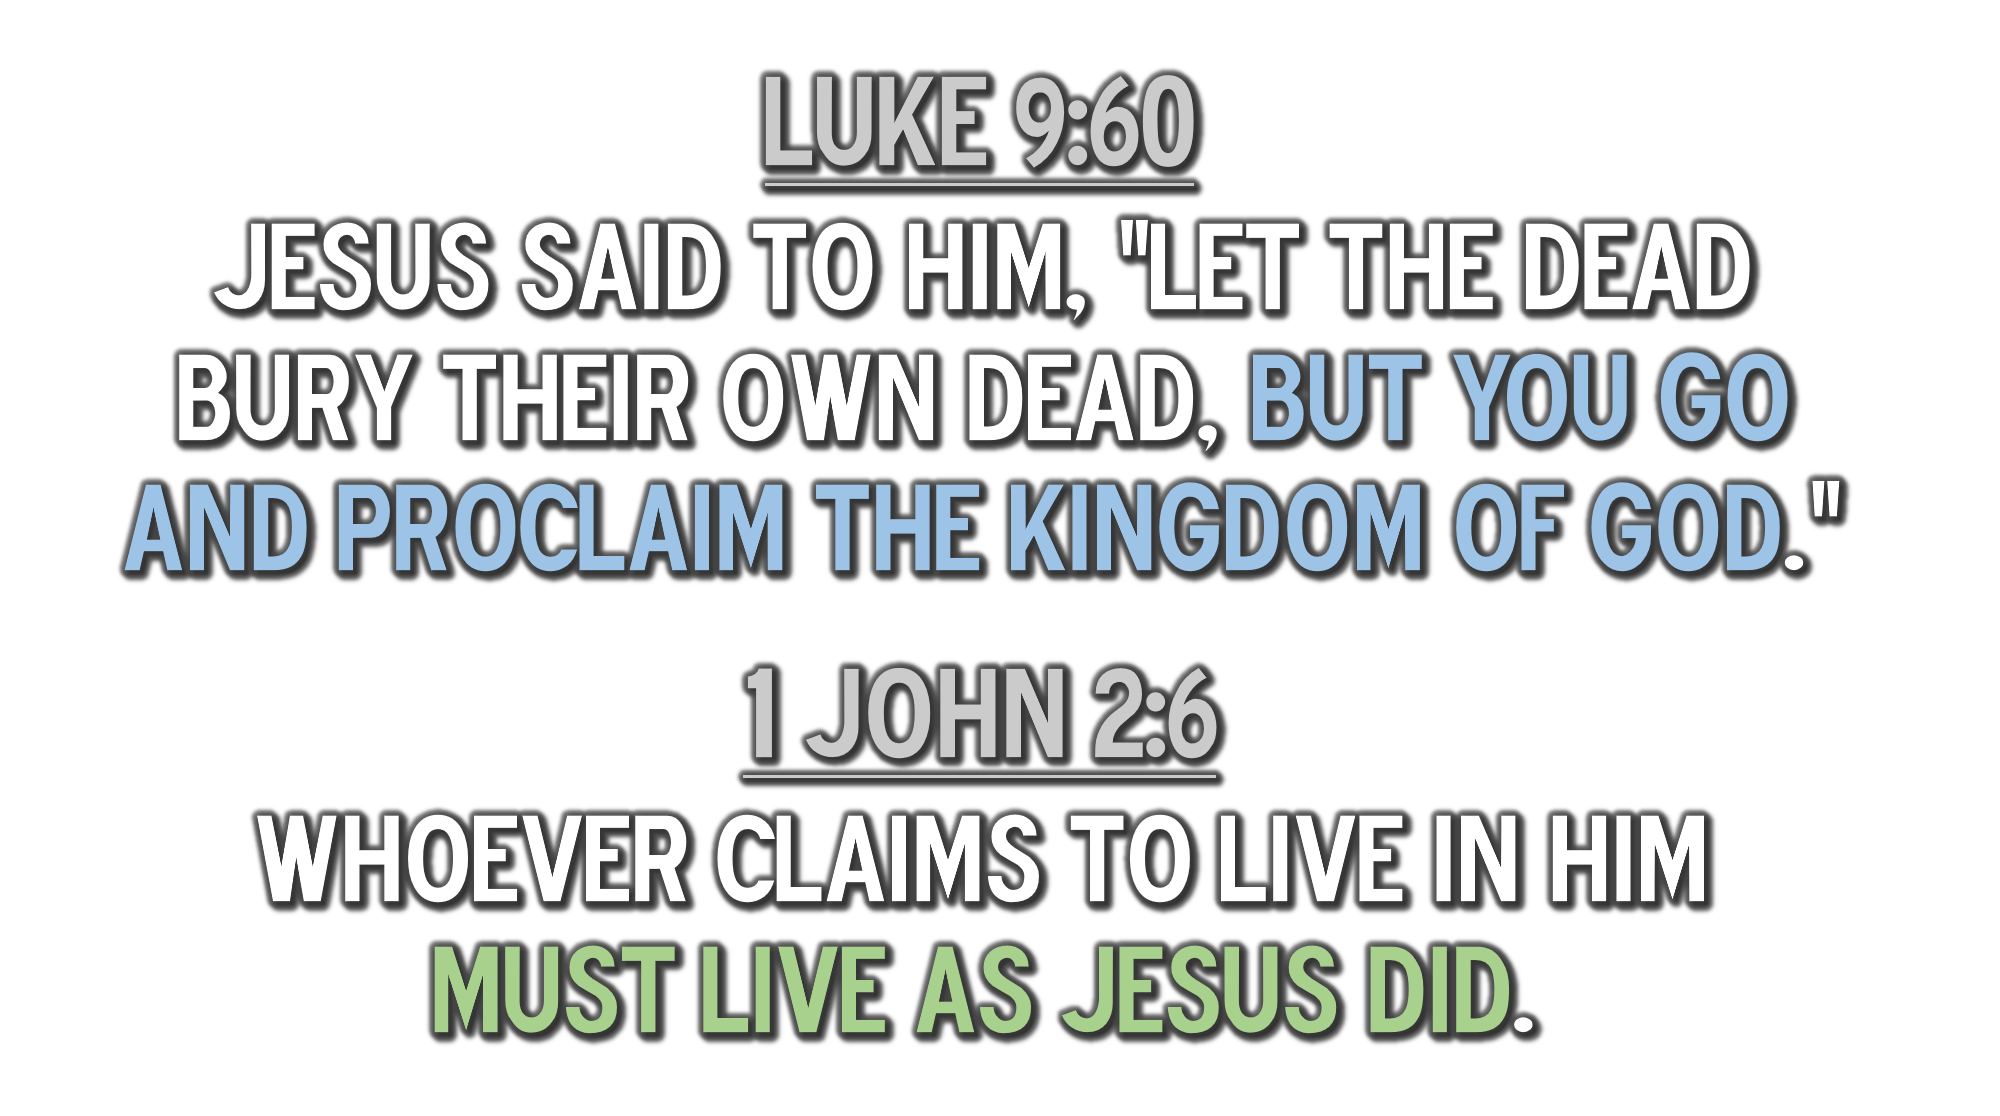 LUKE 9:60
JESUS SAID TO HIM, "LET THE DEAD
BURY THEIR OWN DEAD, BUT YOU GO
AND PROCLAIM THE KINGDOM OF GOD."
1 JOHN 2:6
WHOEVER CLAIMS TO LIVE IN HIM
MUST LIVE AS JESUS DID.